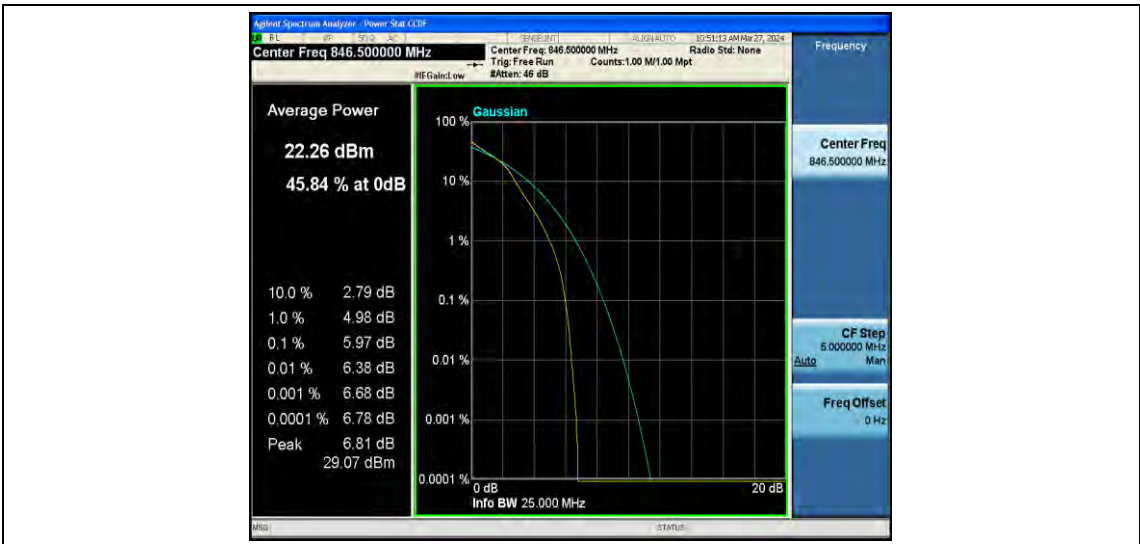 Agilent Spectrum Analyzer - Power Stat CCDF
RL RF 50 Ω AC SENSE:INT ALIGN AUTO 10:51:13 AM Mar 27, 2024
Center Freq 846.500000 MHz
Center Freq: 846.500000 MHz Radio Std: None
Trig: Free Run Counts:1.00 M/1.00 Mpt
#IFGain:Low #Atten: 46 dB
Frequency
Average Power
22.26 dBm
45.84 % at 0dB
10.0 % 2.79 dB
1.0 % 4.98 dB
0.1 % 5.97 dB
0.01 % 6.38 dB
0.001 % 6.68 dB
0.0001 % 6.78 dB
Peak 6.81 dB
29.07 dBm
Gaussian
100 %
10 %
1 %
0.1 %
0.01 %
0.001 %
0.0001 %
0 dB 20 dB
Info BW 25.000 MHz
Center Freq
846.500000 MHz
CF Step
5.000000 MHz
Auto Man
Freq Offset
0 Hz
MSG STATUS